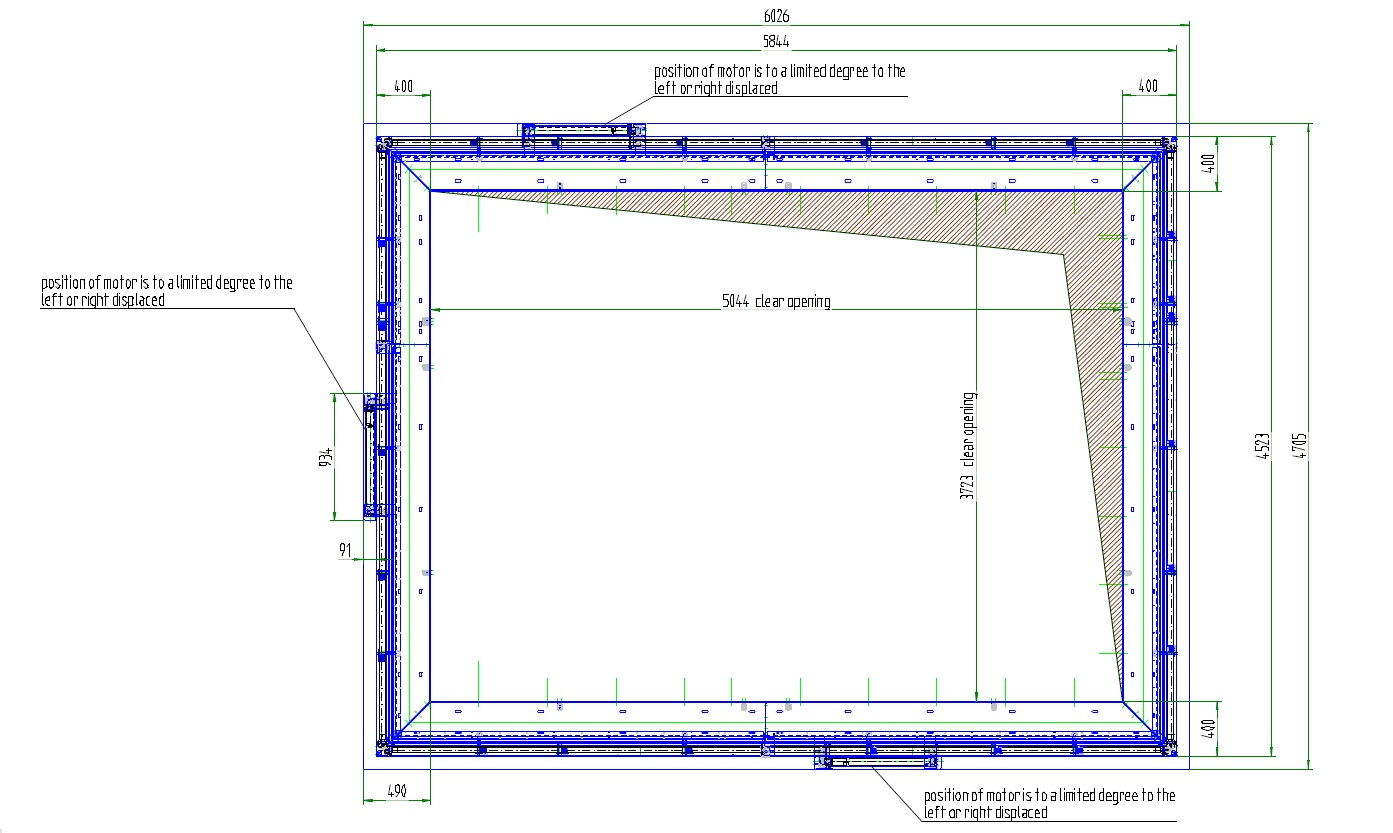 6026
5844
position of motor is to a limited degree to the
left or right displaced
400
400
400
position of motor is to a limited degree to the
left or right displaced
5044 clear opening
3723 clear opening
4523
4705
934
91
400
490
position of motor is to a limited degree to the
left or right displaced